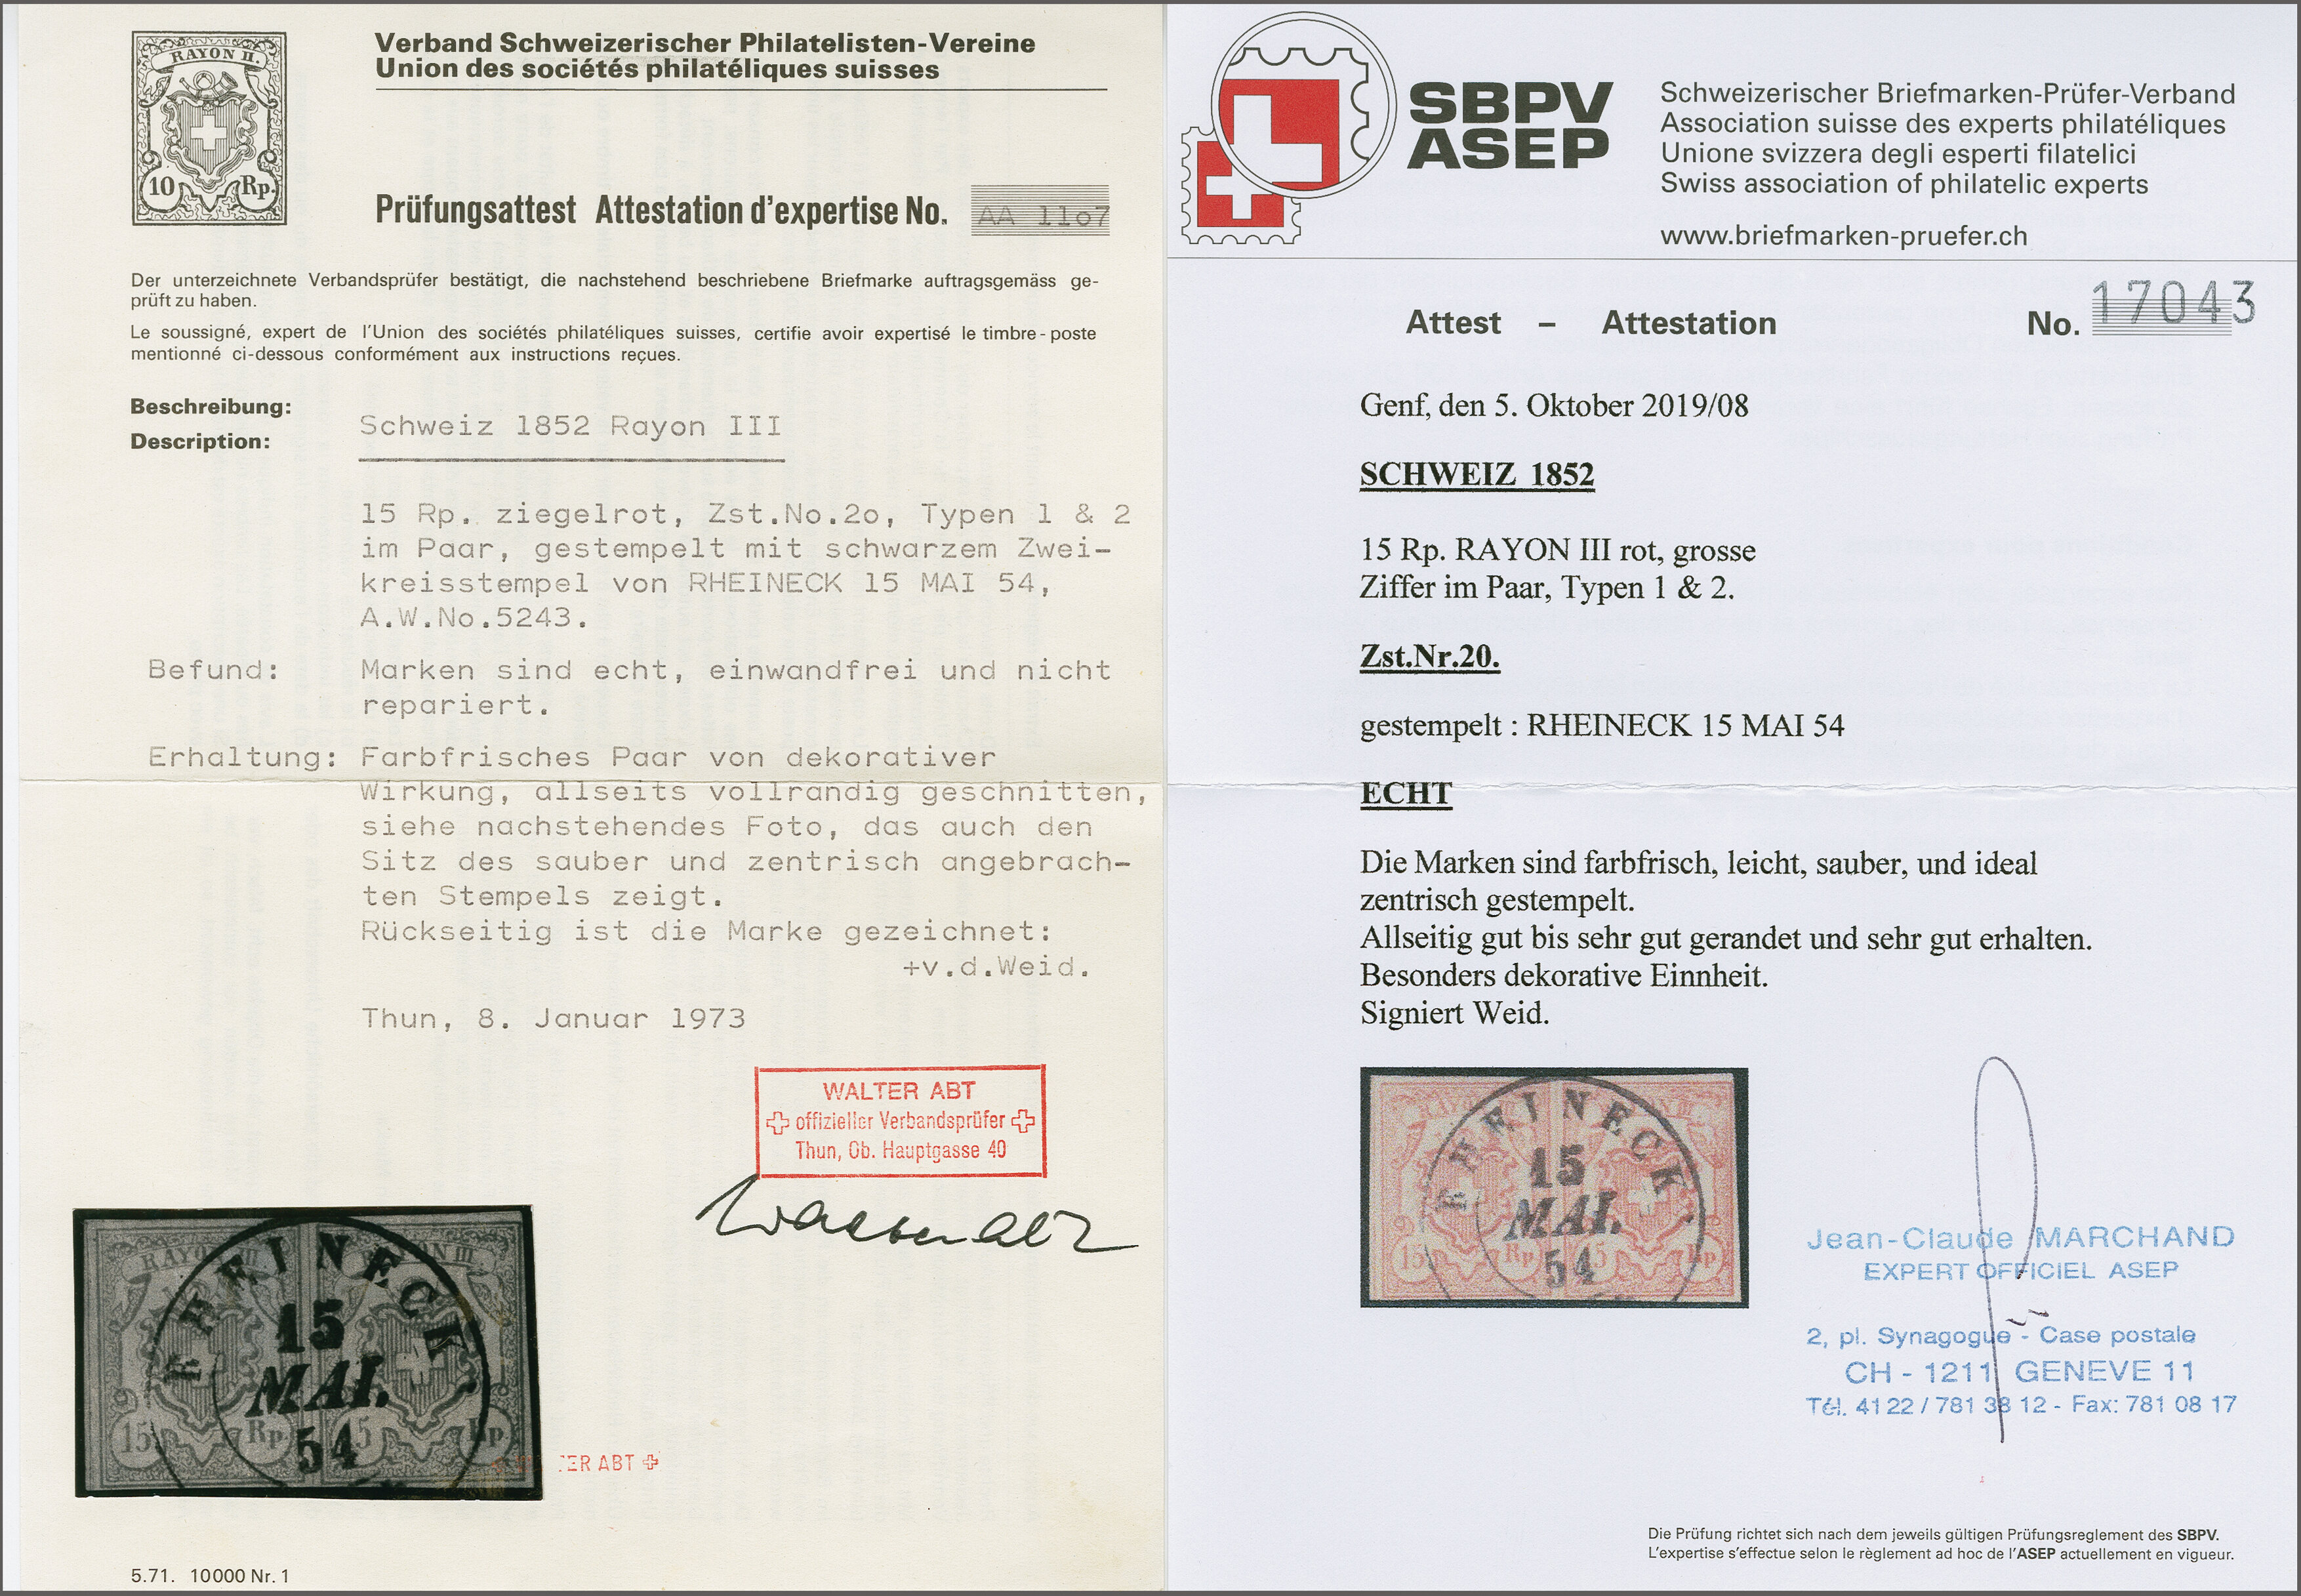 RAYON II.
10 Rp.
Verband Schweizerischer Philatelisten-Vereine
Union des sociétés philatéliques suisses
Prüfungsattest Attestation d'expertise No. AA 11o7
Der unterzeichnete Verbandsprüfer bestätigt, die nachstehend beschriebene Briefmarke auftragsgemäss ge-
prüft zu haben.
Le soussigné, expert de l'Union des sociétés philatéliques suisses, certifie avoir expertisé le timbre-poste
mentionné ci-dessous conformément aux instructions reçues.
Beschreibung:
Description:
Schweiz 1852 Rayon III
15 Rp. ziegelrot, Zst.No.2o, Typen 1 & 2
im Paar, gestempelt mit schwarzem Zwei-
kreisstempel von RHEINECK 15 MAI 54,
A.W.No.5243.
Befund: Marken sind echt, einwandfrei und nicht
repariert.
Erhaltung: Farbfrisches Paar von dekorativer
Wirkung, allseits vollrandig geschnitten,
siehe nachstehendes Foto, das auch den
Sitz des sauber und zentrisch angebrach-
ten Stempels zeigt.
Rückseitig ist die Marke gezeichnet:
+v.d.Weid.
Thun, 8. Januar 1973
WALTER ABT
offizieller Verbandsprüfer
Thun, Ob. Hauptgasse 40
RAYON III
RHEINECK
15
MAI.
54
15 Rp 15 Rp
ER ABT
5.71. 10000 Nr. 1
SBPV
ASEP
Schweizerischer Briefmarken-Prüfer-Verband
Association suisse des experts philatéliques
Unione svizzera degli esperti filatelici
Swiss association of philatelic experts
www.briefmarken-pruefer.ch
Attest – Attestation No. 17043
Genf, den 5. Oktober 2019/08
SCHWEIZ 1852
15 Rp. RAYON III rot, grosse
Ziffer im Paar, Typen 1 & 2.
Zst.Nr.20.
gestempelt : RHEINECK 15 MAI 54
ECHT
Die Marken sind farbfrisch, leicht, sauber, und ideal
zentrisch gestempelt.
Allseitig gut bis sehr gut gerandet und sehr gut erhalten.
Besonders dekorative Einnheit.
Signiert Weid.
RHEINECK
15
MAI.
54
15 Rp 15 Rp
Jean-Claude MARCHAND
EXPERT OFFICIEL ASEP
2, pl. Synagogue - Case postale
CH - 1211 GENEVE 11
Tél. 41 22 / 781 38 12 - Fax: 781 08 17
Die Prüfung richtet sich nach dem jeweils gültigen Prüfungsreglement des SBPV.
L'expertise s'effectue selon le règlement ad hoc de l'ASEP actuellement en vigueur.